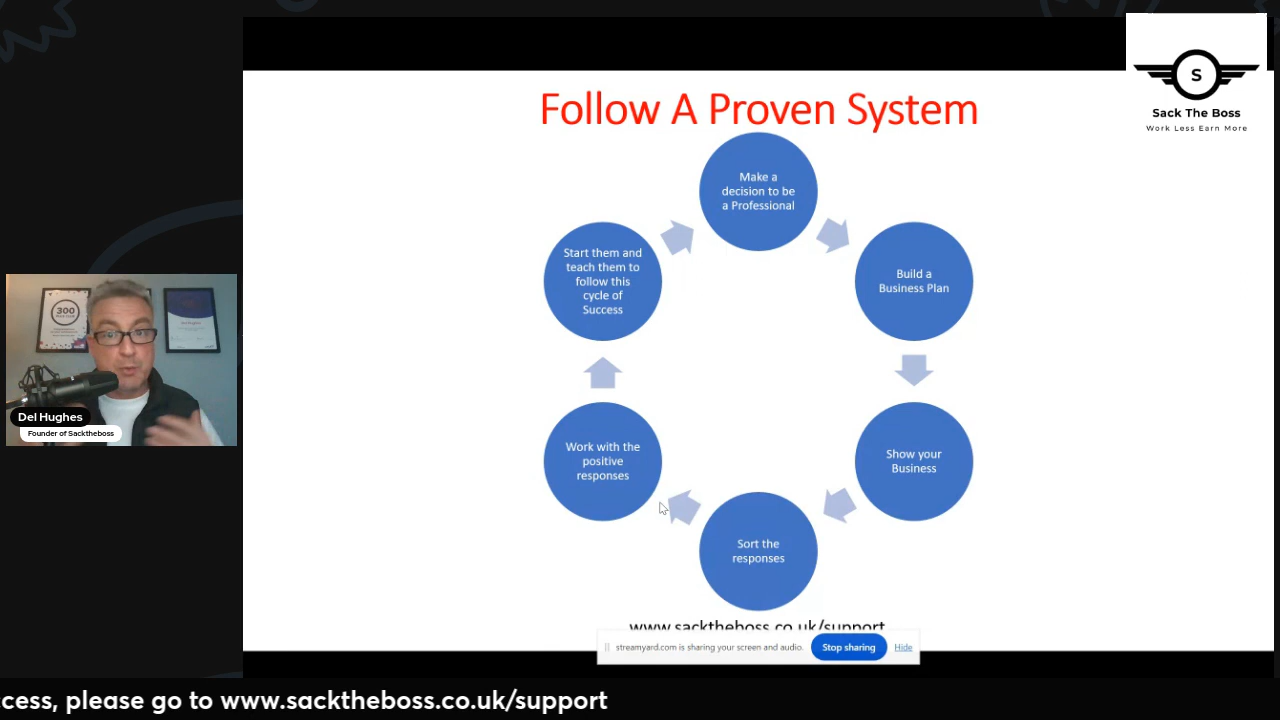 Follow A Proven System
S
Sack The Boss
Work Less Earn More
Make a
decision to be
a Professional
Build a
Business Plan
Show your
Business
Sort the
responses
Work with the
positive
responses
Start them and
teach them to
follow this
cycle of
Success
300
Del Hughes
Founder of Sacktheboss
www.sacktheboss.co.uk/support
streamyard.com is sharing your screen and audio.
Stop sharing
Hide
cess, please go to www.sacktheboss.co.uk/support